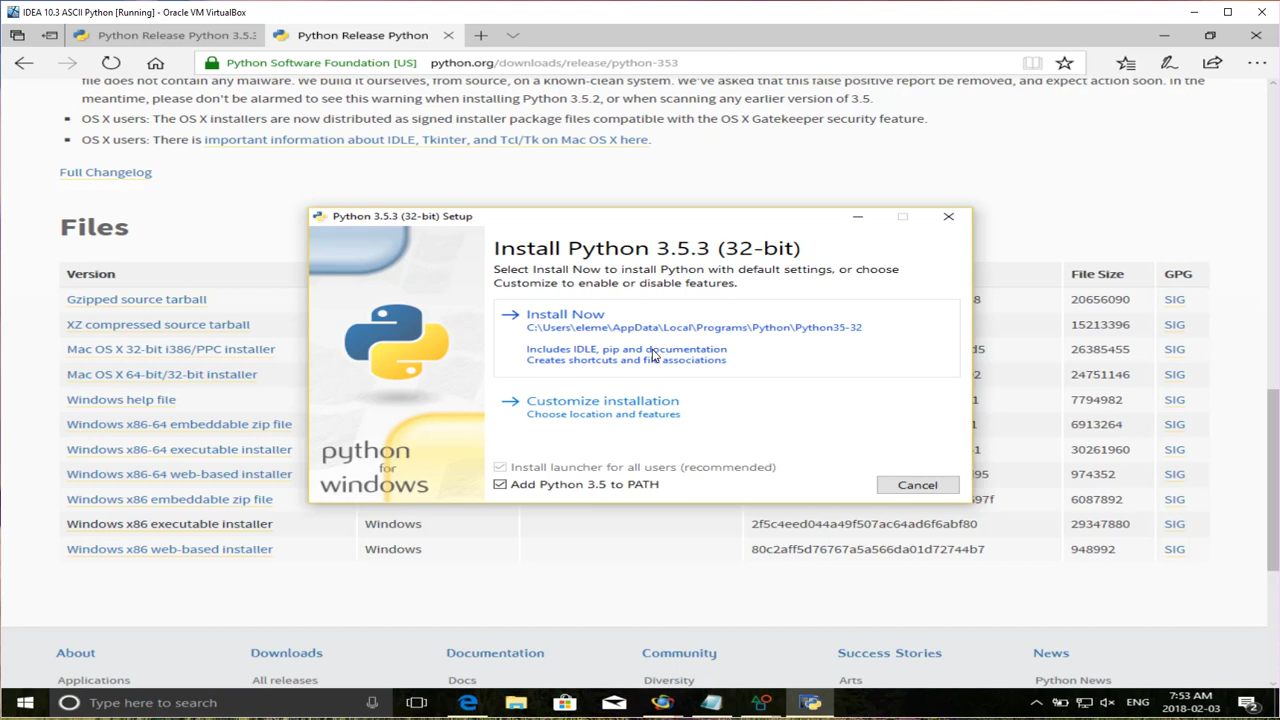 IDEA 10.3 ASCII Python [Running] - Oracle VM VirtualBox
Python Release Python 3.5.3
Python Release Python
Python Software Foundation [US] python.org/downloads/release/python-353
file does not contain any malware. We build it ourselves, from source, on a known-clean system. We've asked that this false positive report be removed, and expect action soon. In the
meantime, please don't be alarmed to see this warning when installing Python 3.5.2, or when scanning any earlier version of 3.5.
OS X users: The OS X installers are now distributed as signed installer package files compatible with the OS X Gatekeeper security feature.
OS X users: There is important information about IDLE, Tkinter, and Tcl/Tk on Mac OS X here.
Full Changelog
Files
Python 3.5.3 (32-bit) Setup
Install Python 3.5.3 (32-bit)
Select Install Now to install Python with default settings, or choose
Customize to enable or disable features.
Install Now
C:\Users\eleme\AppData\Local\Programs\Python\Python35-32
Includes IDLE, pip and documentation
Creates shortcuts and file associations
Customize installation
Choose location and features
Install launcher for all users (recommended)
Add Python 3.5 to PATH
Cancel
python
for
windows
Version File Size GPG
Gzipped source tarball 8 20656090 SIG
XZ compressed source tarball 15213396 SIG
Mac OS X 32-bit i386/PPC installer d5 26385455 SIG
Mac OS X 64-bit/32-bit installer 2 24751146 SIG
Windows help file 1 7794982 SIG
Windows x86-64 embeddable zip file 1 6913264 SIG
Windows x86-64 executable installer 30261960 SIG
Windows x86-64 web-based installer 974352 SIG
Windows x86 embeddable zip file 697f 6087892 SIG
Windows x86 executable installer Windows 2f5c4eed044a49f507ac64ad6f6abf80 29347880 SIG
Windows x86 web-based installer Windows 80c2aff5d76767a5a566da01d72744b7 948992 SIG
About Downloads Documentation Community Success Stories News
Applications All releases Docs Diversity Arts Python News
Type here to search
ENG
7:53 AM
2018-02-03
2